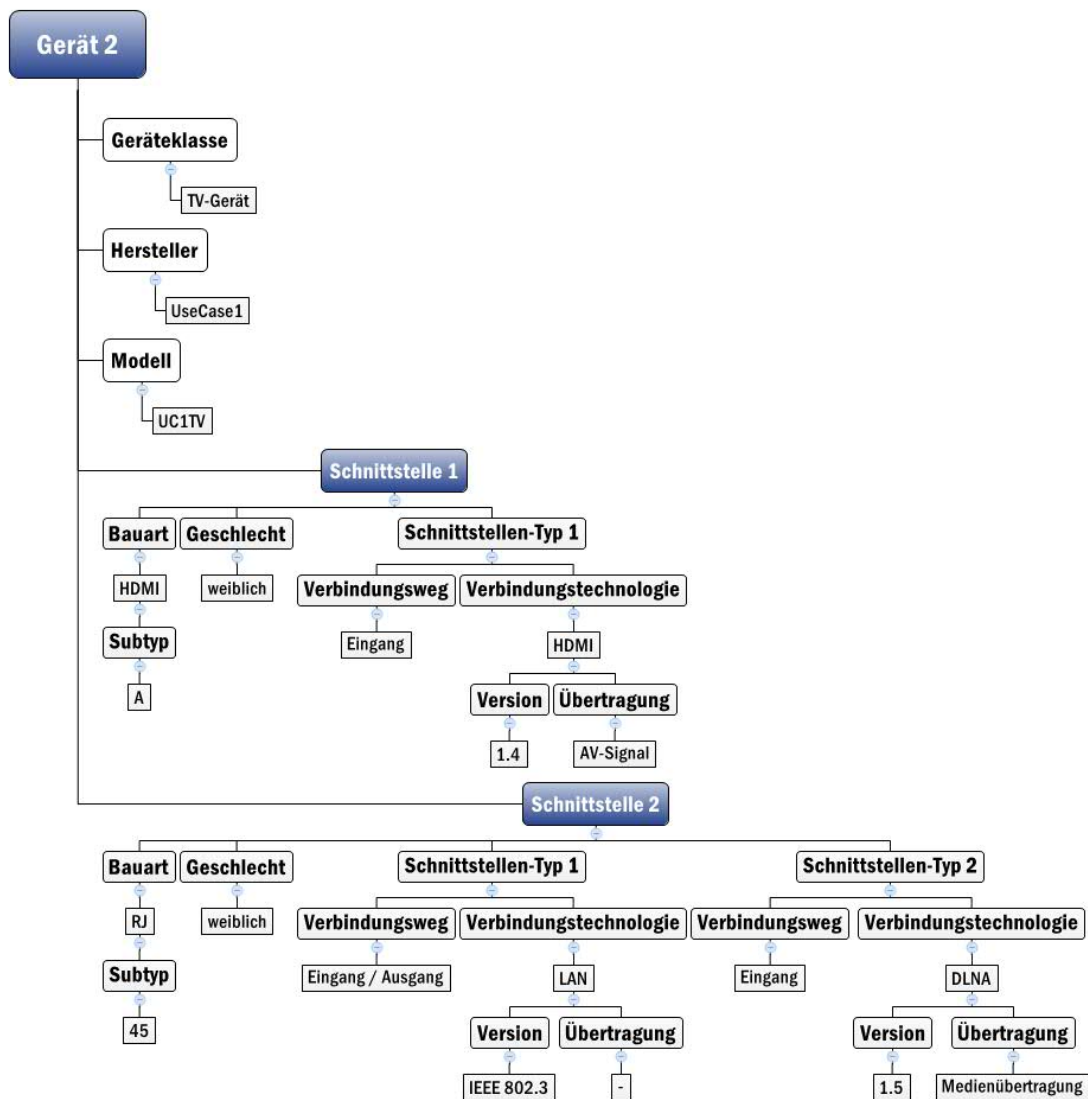 Gerät 2
Geräteklasse
TV-Gerät
Hersteller
UseCase1
Modell
UC1TV
Schnittstelle 1
Bauart Geschlecht Schnittstellen-Typ 1
HDMI weiblich Verbindungsweg Verbindungstechnologie
Subtyp Eingang HDMI
A Version Übertragung
1.4 AV-Signal
Schnittstelle 2
Bauart Geschlecht Schnittstellen-Typ 1 Schnittstellen-Typ 2
RJ weiblich Verbindungsweg Verbindungstechnologie Verbindungsweg Verbindungstechnologie
Subtyp Eingang / Ausgang LAN Eingang DLNA
45 Version Übertragung Version Übertragung
IEEE 802.3 - 1.5 Medienübertragung